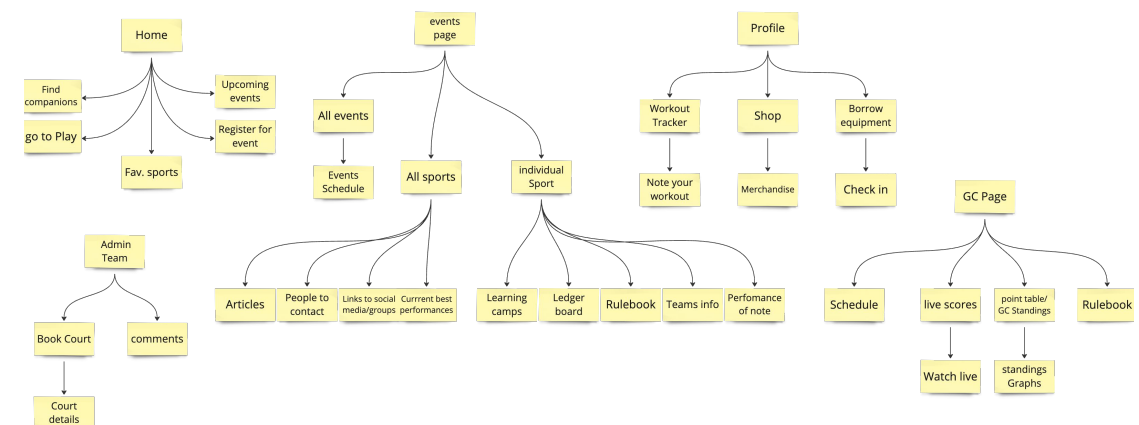 Home
Find
companions
go to Play
Fav. sports
Upcoming
events
Register for
event
events
page
All events
Events
Schedule
All sports
individual
Sport
Articles
People to
contact
Links to social
media/groups
Currrent best
performances
Learning
camps
Ledger
board
Rulebook
Teams info
Perfomance
of note
Profile
Workout
Tracker
Shop
Borrow
equipment
Note your
workout
Merchandise
Check in
Admin
Team
Book Court
comments
Court
details
GC Page
Schedule
live scores
point table/
GC Standings
Rulebook
Watch live
standings
Graphs